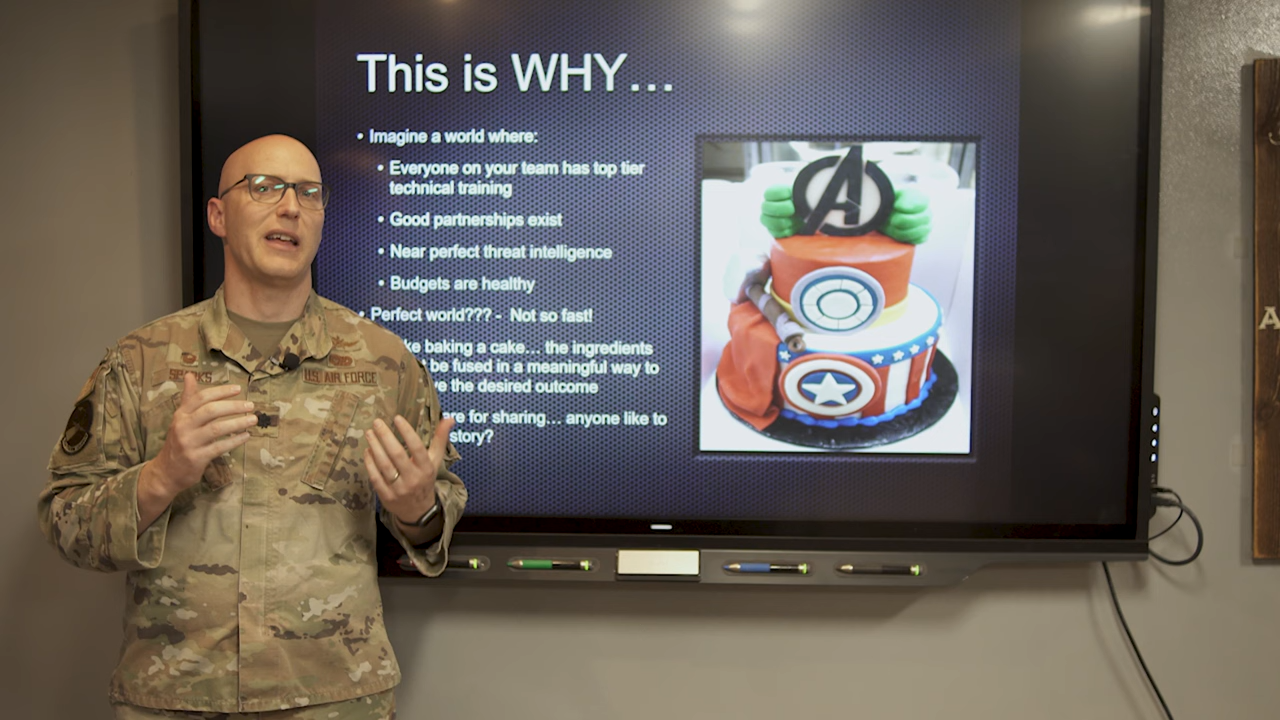 This is WHY…
• Imagine a world where:
• Everyone on your team has top tier
technical training
• Good partnerships exist
• Near perfect threat intelligence
• Budgets are healthy
• Perfect world??? - Not so fast!
baking a cake… the ingredients
be fused in a meaningful way to
the desired outcome
for sharing… anyone like to
story?
A
U.S. AIR FORCE
A